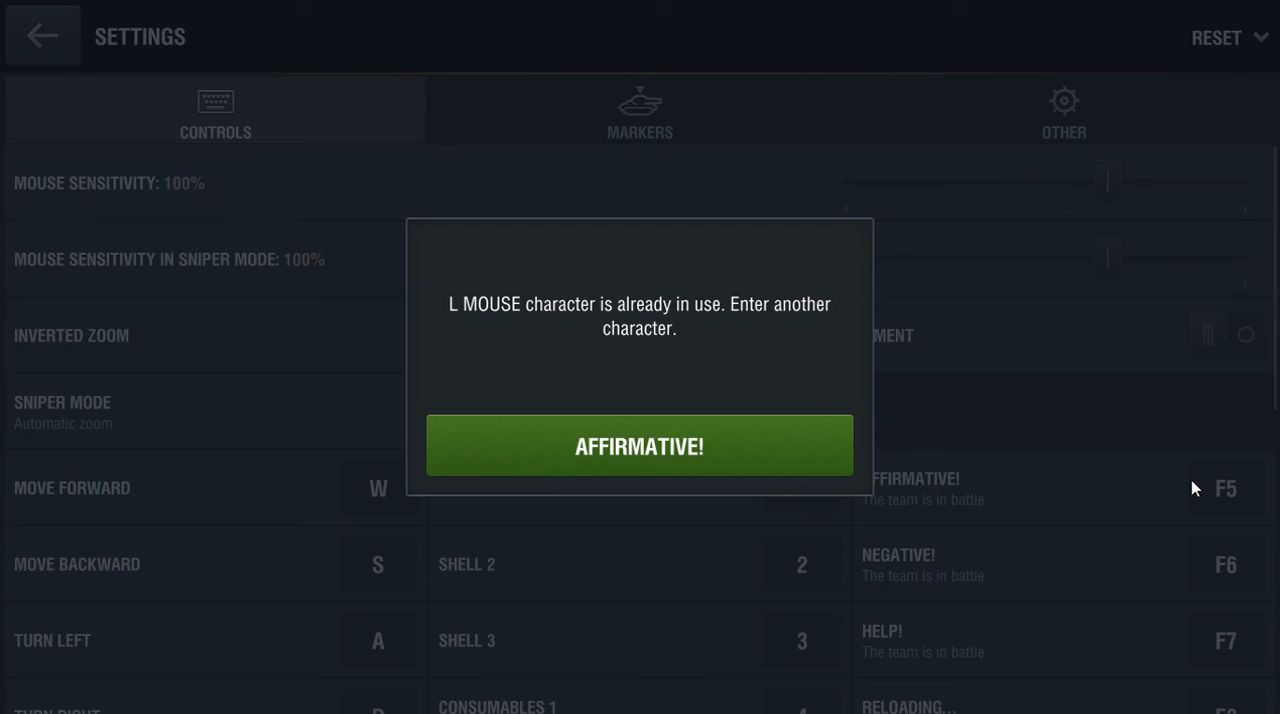 SETTINGS
RESET
CONTROLS
MARKERS
OTHER
MOUSE SENSITIVITY: 100%
MOUSE SENSITIVITY IN SNIPER MODE: 100%
INVERTED ZOOM
MENT
SNIPER MODE
Automatic zoom
L MOUSE character is already in use. Enter another
character.
AFFIRMATIVE!
MOVE FORWARD W
FFIRMATIVE! F5
The team is in battle
MOVE BACKWARD S
SHELL 2 2
NEGATIVE! F6
The team is in battle
TURN LEFT A
SHELL 3 3
HELP! F7
The team is in battle
TURN RIGHT
CONSUMABLES 1 4
RELOADING...